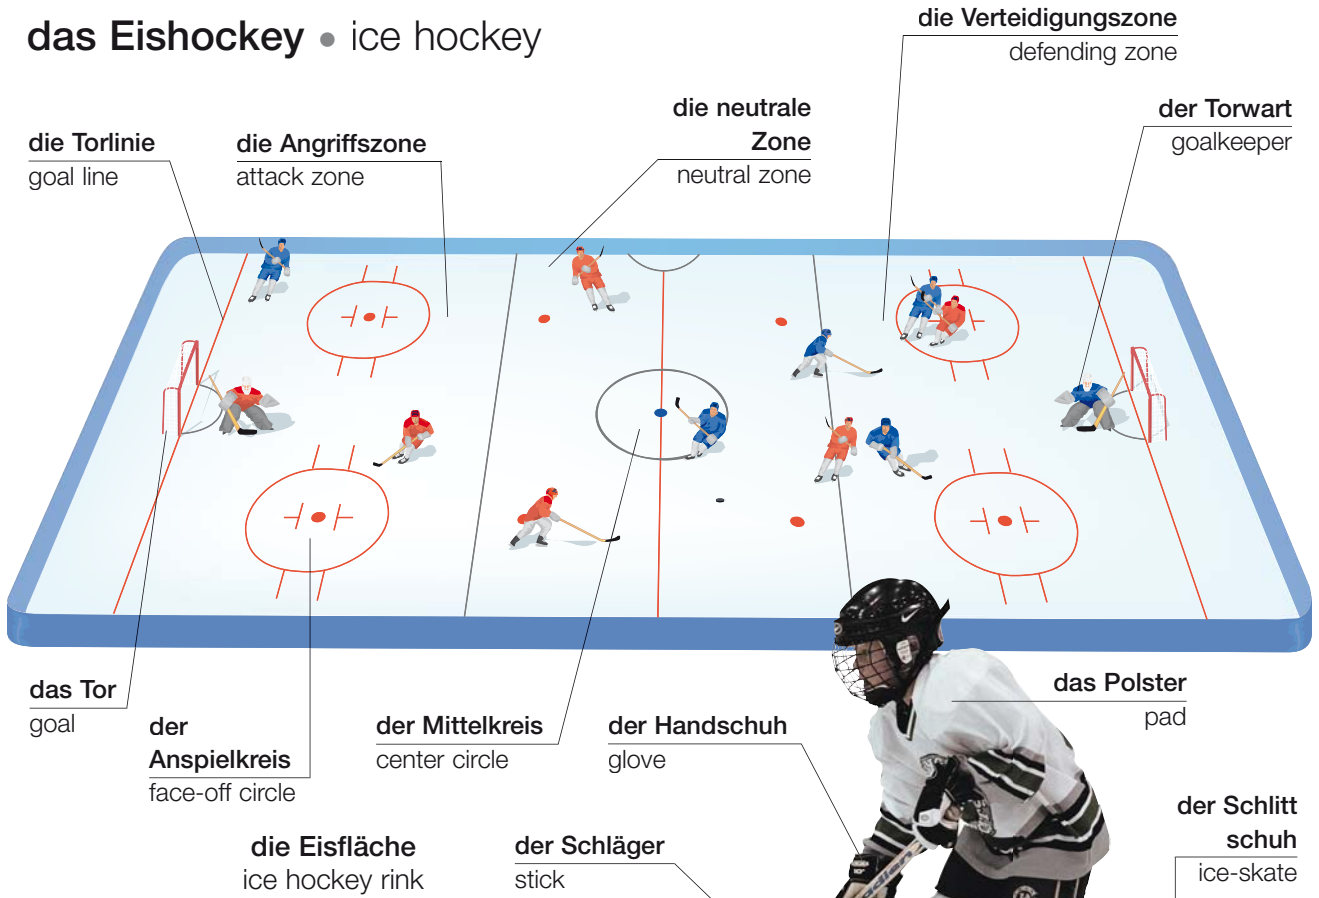 das Eishockey • ice hockey
die Verteidigungszone
defending zone
die neutrale
Zone
neutral zone
der Torwart
goalkeeper
die Torlinie
goal line
die Angriffszone
attack zone
das Tor
goal
der
Anspielkreis
face-off circle
der Mittelkreis
center circle
der Handschuh
glove
das Polster
pad
die Eisfläche
ice hockey rink
der Schläger
stick
der Schlitt
schuh
ice-skate